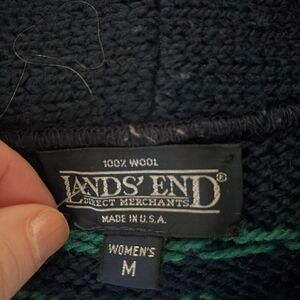 100% WOOL
LANDS' END®
DIRECT MERCHANTS
MADE IN U.S.A.
WOMEN'S
M